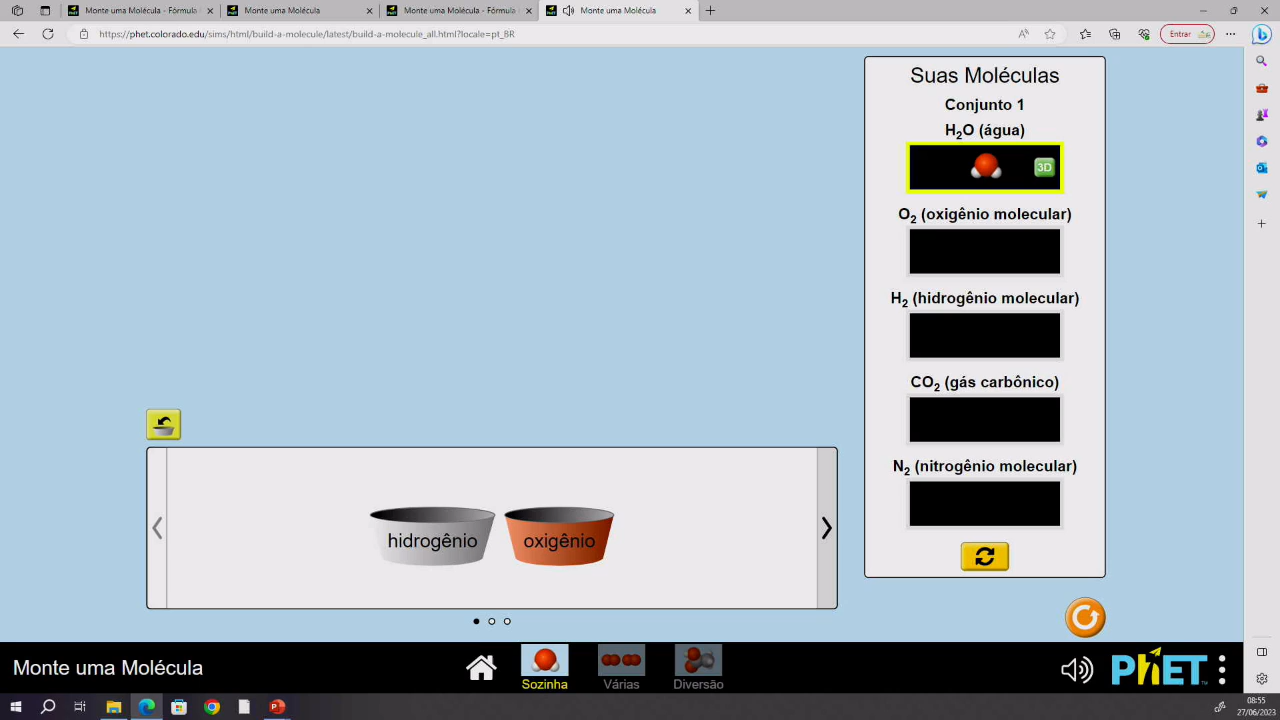 Monte uma Molécula - Fórmula
Monte uma Molécula
Monte uma Molécula - Fórmula
Monte uma Molécula
https://phet.colorado.edu/sims/html/build-a-molecule/latest/build-a-molecule_all.html?locale=pt_BR
Entrar
Suas Moléculas
Conjunto 1
H₂O (água)
3D
O₂ (oxigênio molecular)
H₂ (hidrogênio molecular)
CO₂ (gás carbônico)
N₂ (nitrogênio molecular)
hidrogênio
oxigênio
Monte uma Molécula
Sozinha
Várias
Diversão
PhET
08:55
27/06/2023